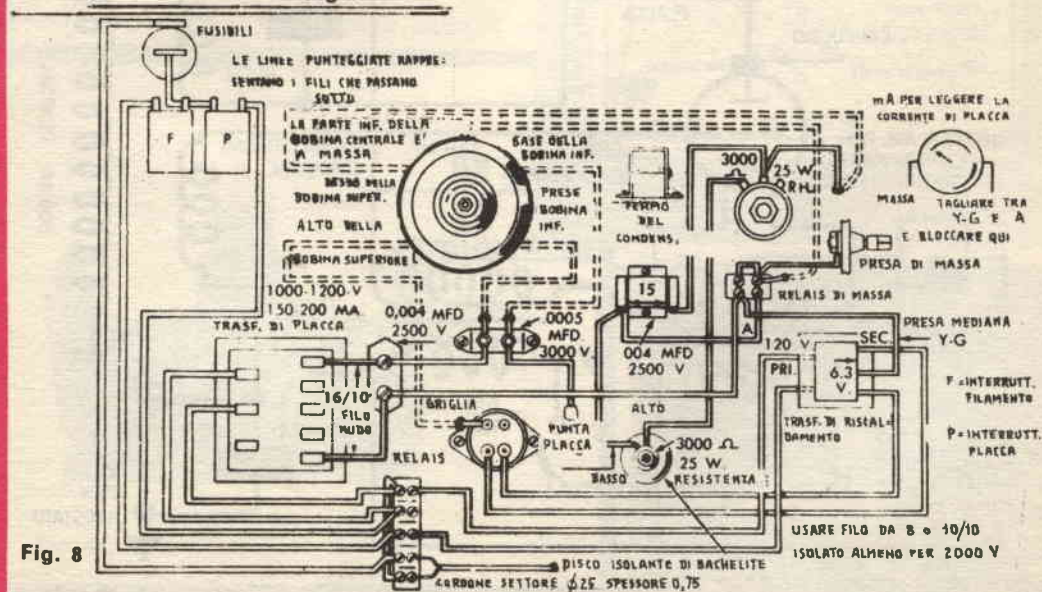 FUSIBILI
LE LINEE PUNTEGGIATE RAPPRE=
SENTANO I FILI CHE PASSANO
SOTTO
F
P
LA PARTE INF. DELLA
BOBINA CENTRALE E'
A MASSA
BASE DELLA
BOBINA INF.
DELLA
BOBINA SUPER.
PRESE
BOBINA
INF.
ALTO DELLA
BOBINA SUPERIORE
FERMO
DEL
CONDENS.
3000
Ω
25 W
RH.
mA PER LEGGERE LA
CORRENTE DI PLACCA
MASSA
TAGLIARE TRA
Y-G E A
E BLOCCARE QUI
PRESA DI MASSA
RELAIS DI MASSA
1000-1200-V
150-200 MA.
TRASF. DI PLACCA
0,004 MFD
2500 V
.0005
MFD
3000 V.
15
004 MFD
2500 V
A
120 V
PRI.
SEC.
6.3
V.
PRESA MEDIANA
Y-G
TRASF. DI RISCAL-
DAMENTO
F = INTERRUTT.
FILAMENTO
P = INTERRUTT.
PLACCA
16/10
FILO
NUDO
GRIGLIA
RELAIS
PUNTA
PLACCA
ALTO
BASSO
3000 Ω
25 W.
RESISTENZA
USARE FILO DA 8 o 10/10
ISOLATO ALMENO PER 2000 V
DISCO ISOLANTE DI BACHELITE
CORDONE SETTORE φ25 SPESSORE 0,75
Fig. 8